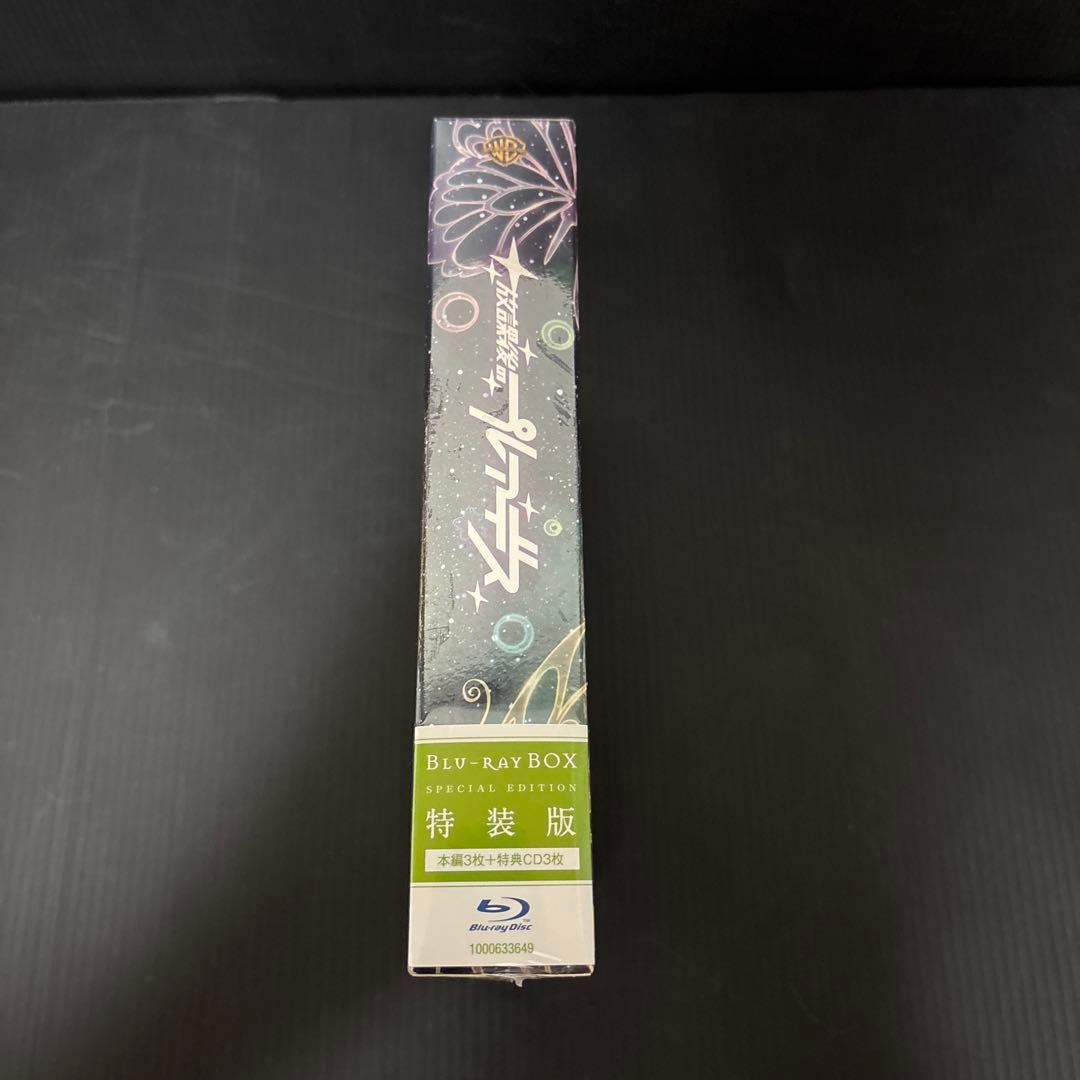 WB
放課後の
プレアデス
BLU-RAY BOX
SPECIAL EDITION
特装版
本編3枚+特典CD3枚
Blu-ray Disc™
1000633649